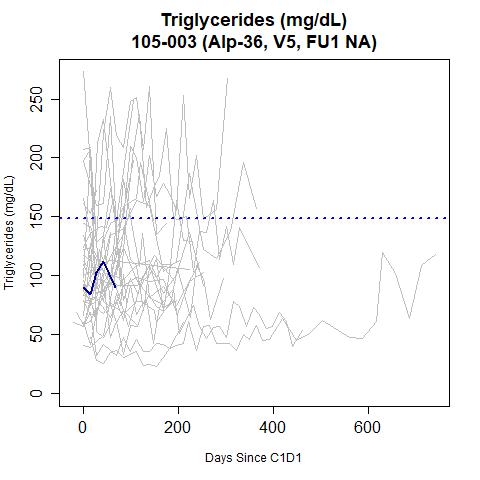 Triglycerides (mg/dL)
105-003 (Alp-36, V5, FU1 NA)
Triglycerides (mg/dL)
250
200
150
100
50
0
0
200
400
600
Days Since C1D1